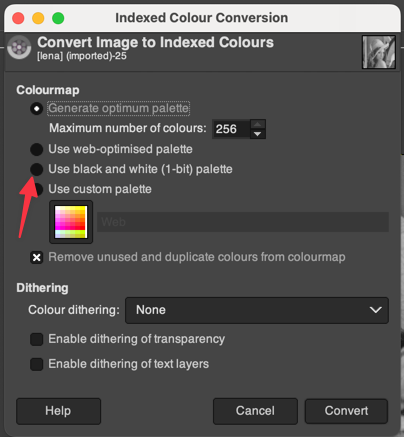 Indexed Colour Conversion
Convert Image to Indexed Colours
[lena] (imported)-25
Colourmap
Generate optimum palette
Maximum number of colours: 256
Use web-optimised palette
Use black and white (1-bit) palette
Use custom palette
Web
Remove unused and duplicate colours from colourmap
Dithering
Colour dithering: None
Enable dithering of transparency
Enable dithering of text layers
Help Cancel Convert